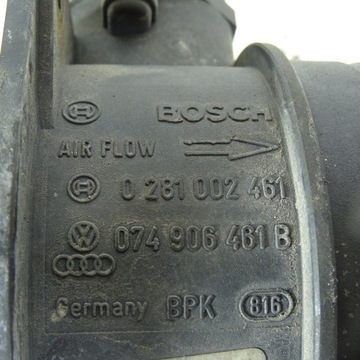 BOSCH
AIR FLOW
0 281 002 461
074 906 461 B
Germany BPK 816